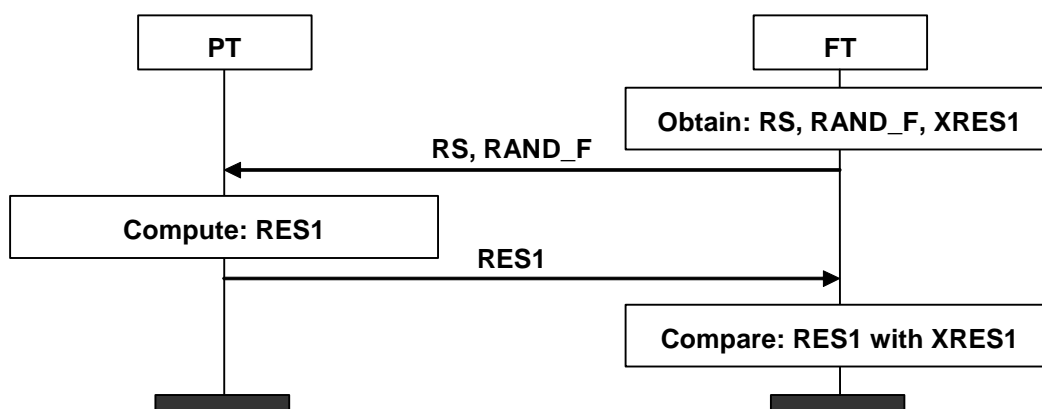 PT
FT
Obtain: RS, RAND_F, XRES1
RS, RAND_F
Compute: RES1
RES1
Compare: RES1 with XRES1